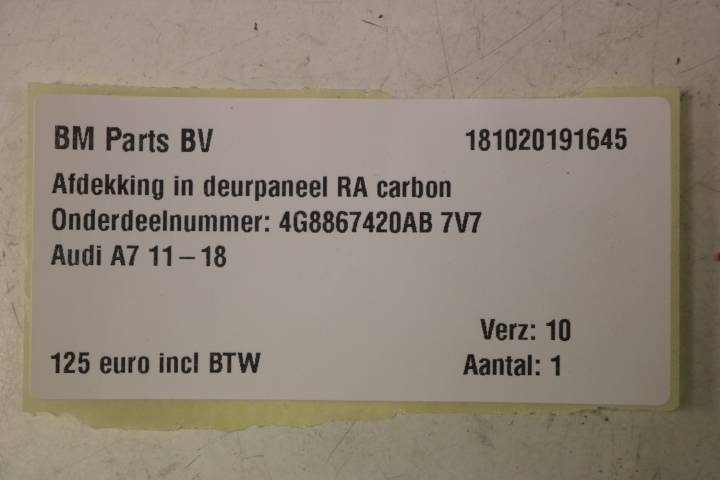 BM Parts BV 181020191645
Afdekking in deurpaneel RA carbon
Onderdeelnummer: 4G8867420AB 7V7
Audi A7 11 – 18
Verz: 10
125 euro incl BTW Aantal: 1